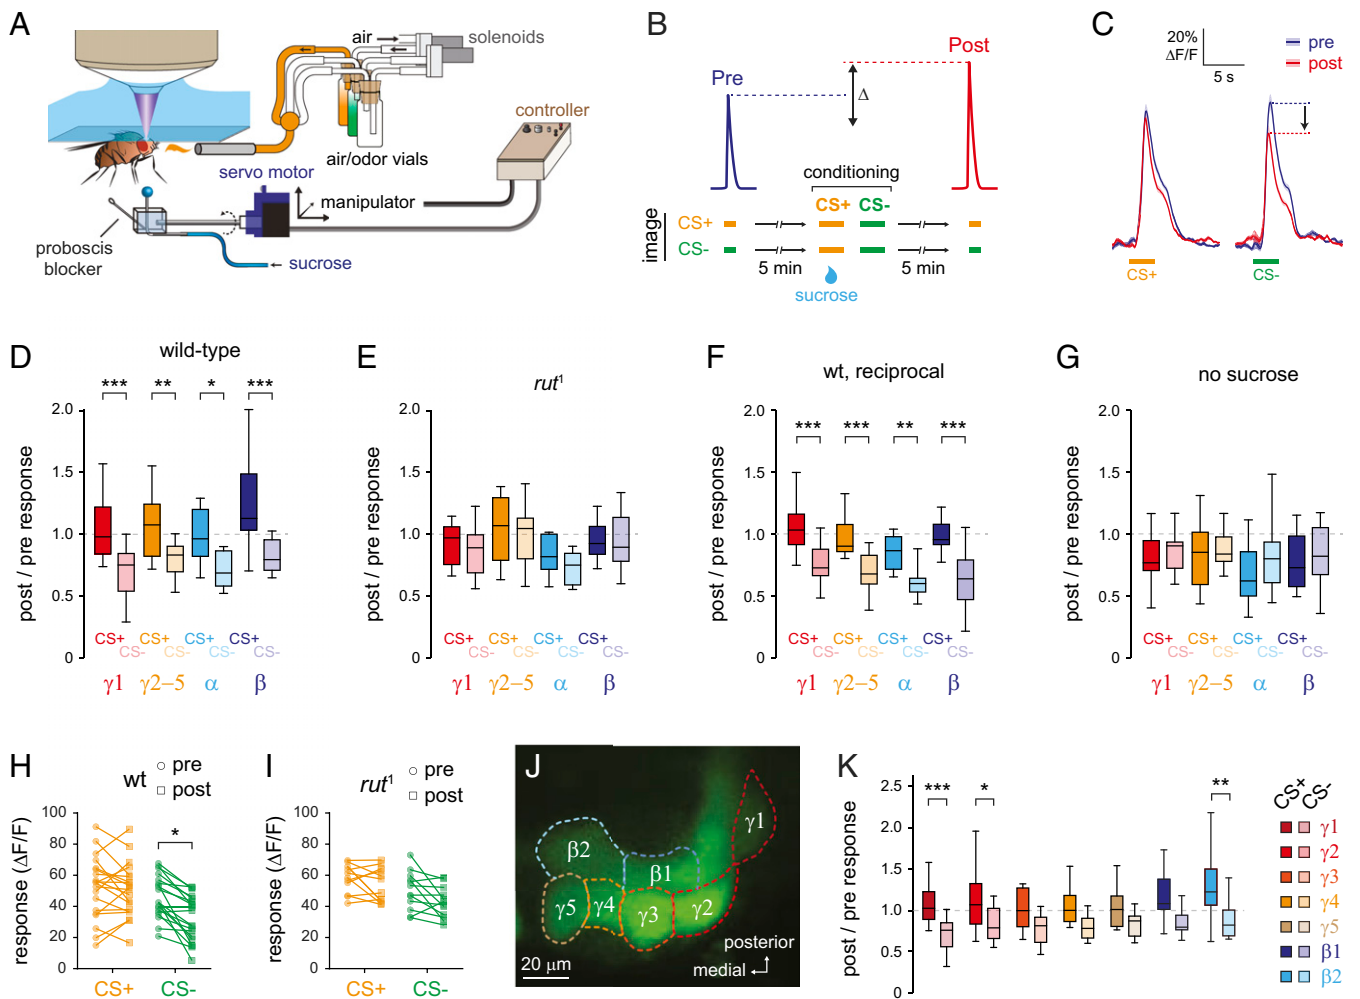 A
air
solenoids
controller
air/odor vials
servo motor
manipulator
proboscis
blocker
sucrose
B
Pre
Post
Δ
conditioning
CS+ CS-
image
CS+
CS-
5 min
5 min
sucrose
C
20%
ΔF/F
5 s
pre
post
CS+
CS-
D
wild-type
*** ** * ***
post / pre response
2.0
1.5
1.0
0.5
0
CS+ CS+ CS+ CS+
CS- CS- CS- CS-
γ1 γ2–5 α β
E
rut1
post / pre response
2.0
1.5
1.0
0.5
0
CS+ CS+ CS+ CS+
CS- CS- CS- CS-
γ1 γ2–5 α β
F
wt, reciprocal
*** *** ** ***
post / pre response
2.0
1.5
1.0
0.5
0
CS+ CS+ CS+ CS+
CS- CS- CS- CS-
γ1 γ2–5 α β
G
no sucrose
post / pre response
2.0
1.5
1.0
0.5
0
CS+ CS+ CS+ CS+
CS- CS- CS- CS-
γ1 γ2–5 α β
H
wt
pre
post
*
response (ΔF/F)
100
80
60
40
20
0
CS+ CS-
I
rut1
pre
post
response (ΔF/F)
100
80
60
40
20
0
CS+ CS-
J
γ1
β2
β1
γ5 γ4 γ3 γ2
posterior
medial
20 μm
K
*** * **
post / pre response
2.5
2.0
1.5
1.0
0.5
0
CS+ CS-
γ1
γ2
γ3
γ4
γ5
β1
β2